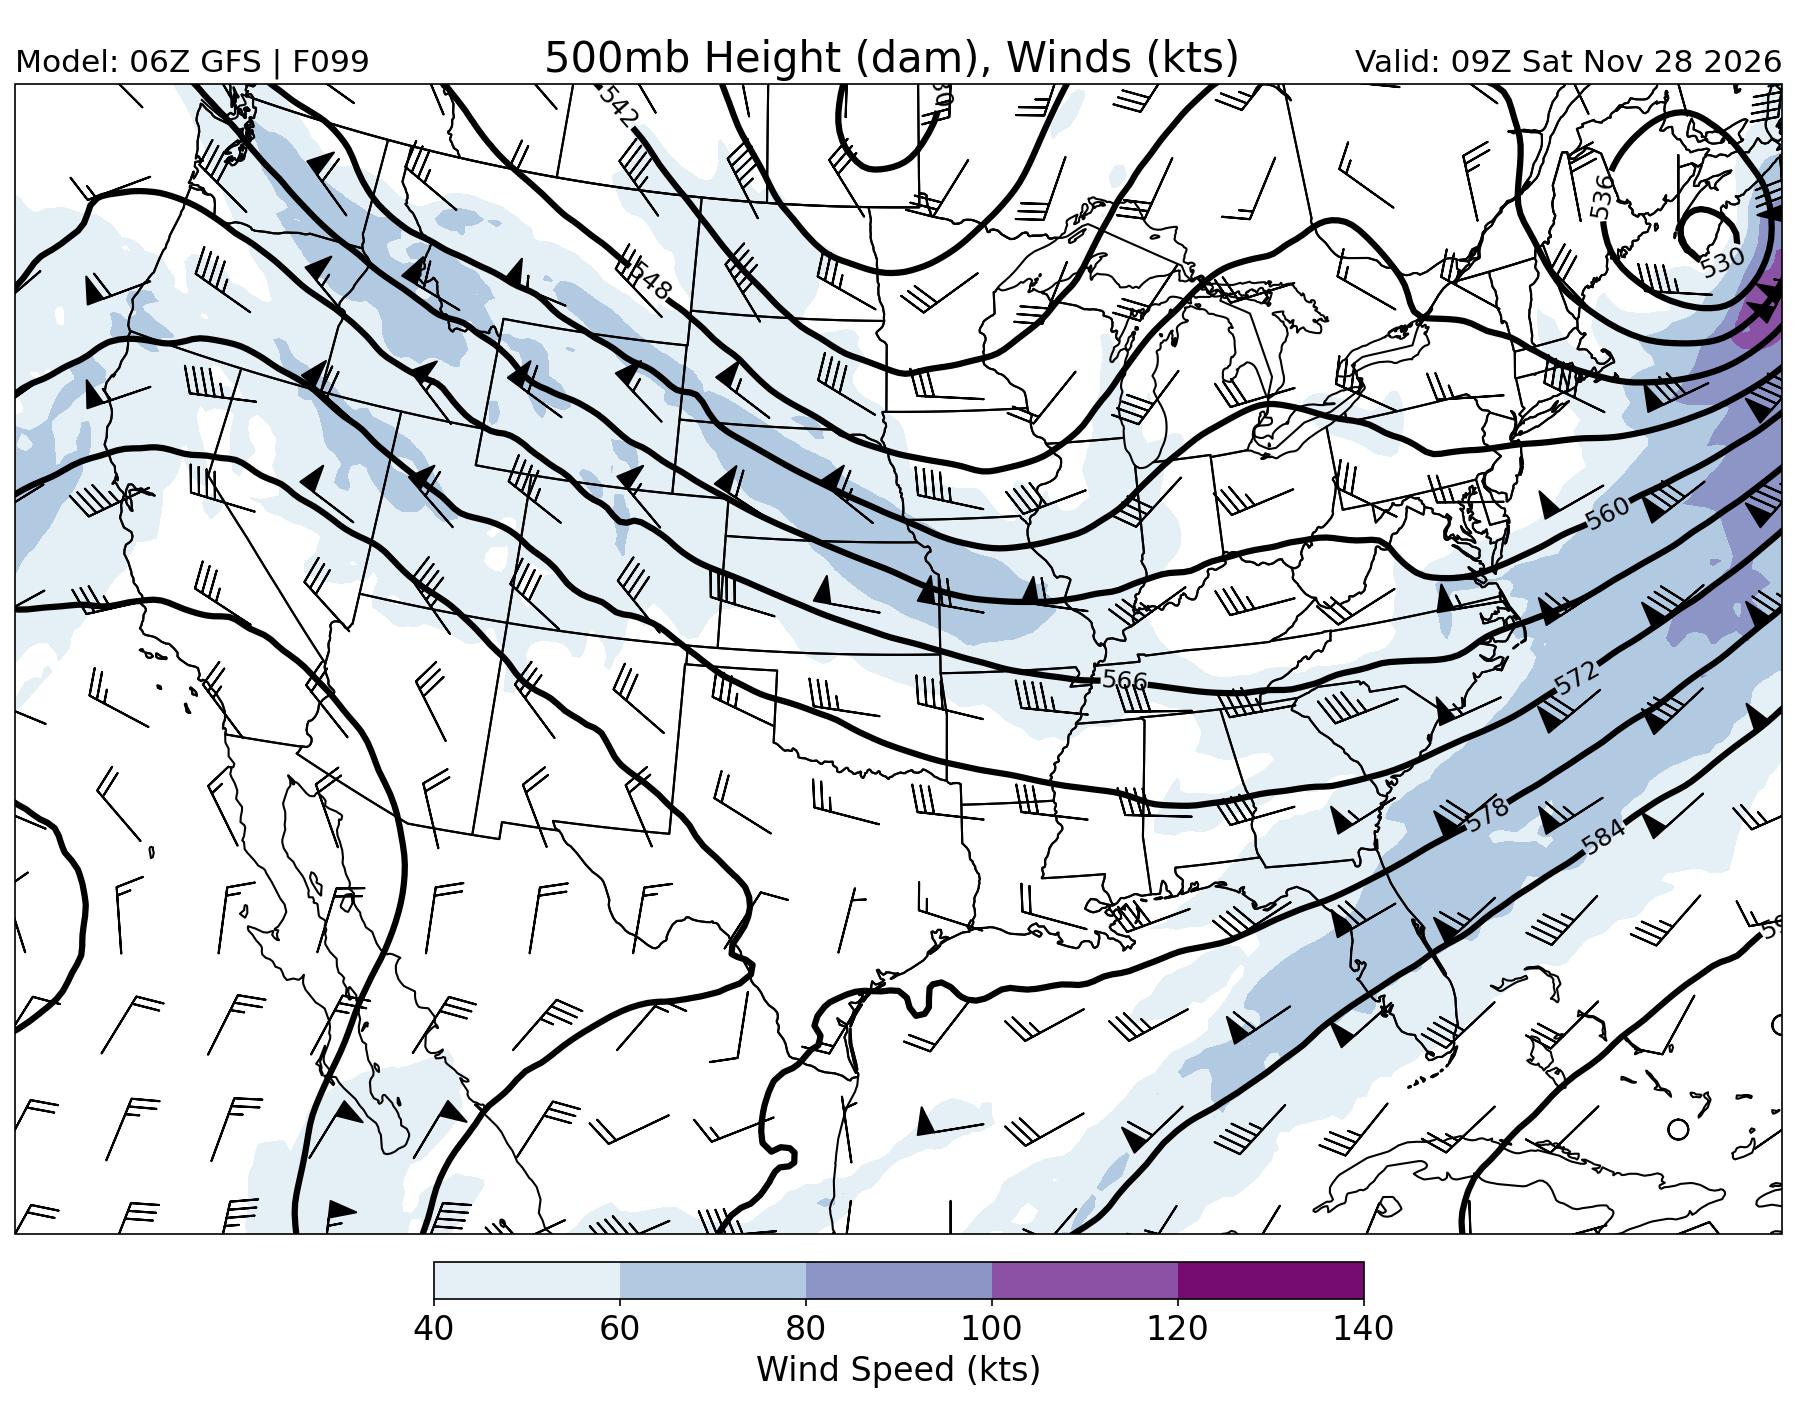 Model: 06Z GFS | F099
500mb Height (dam), Winds (kts)
Valid: 09Z Sat Nov 28 2026
542
536
530
548
560
566
572
578
584
40 60 80 100 120 140
Wind Speed (kts)